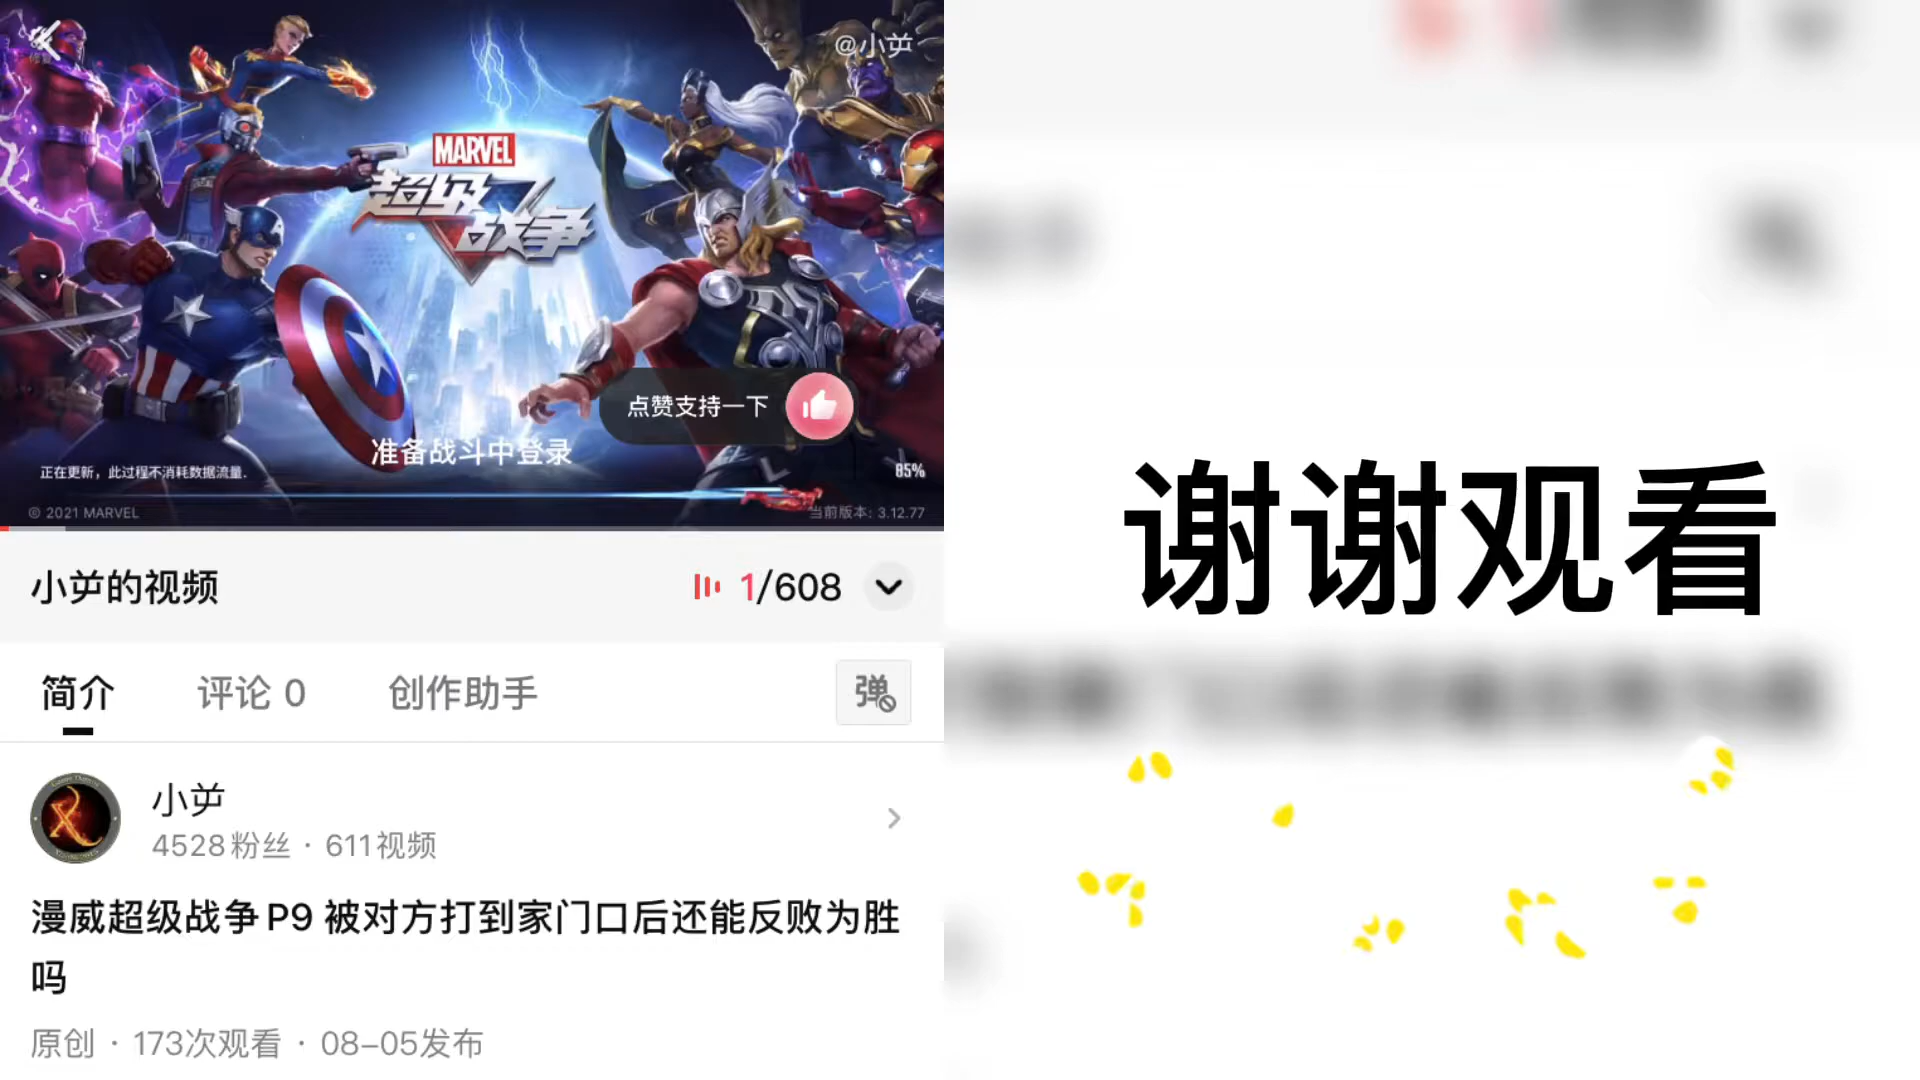 修复
@小屰
MARVEL
超级
战争
点赞支持一下
准备战斗中登录
正在更新，此过程不消耗数据流量.
85%
© 2021 MARVEL
当前版本: 3.12.77
小屰的视频
1/608
简介
评论 0
创作助手
弹
小屰
4528粉丝 · 611视频
漫威超级战争P9 被对方打到家门口后还能反败为胜
吗
原创 · 173次观看 · 08-05发布
谢谢观看